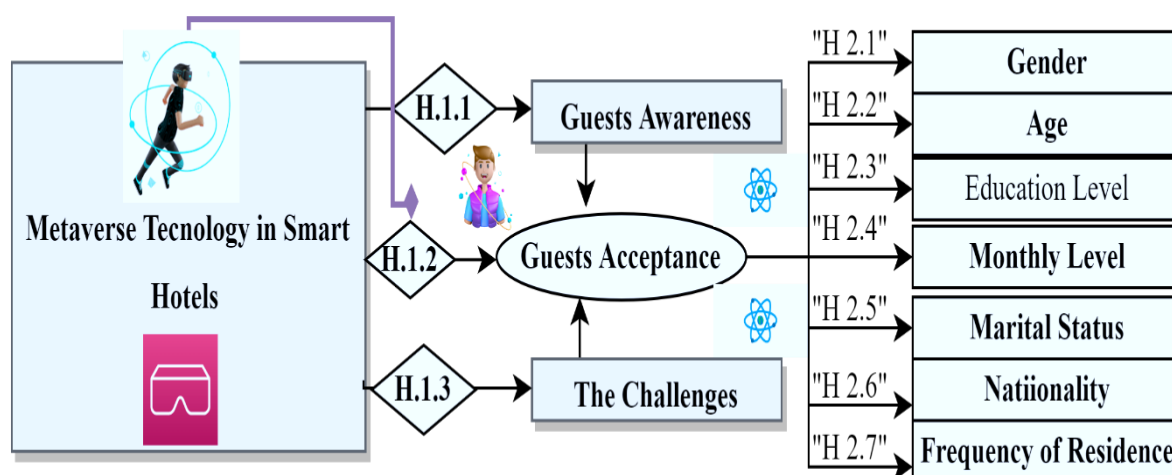 Metaverse Tecnology in Smart
Hotels
H.1.1
H.1.2
H.1.3
Guests Awareness
Guests Acceptance
The Challenges
"H 2.1"
Gender
"H 2.2"
Age
"H 2.3"
Education Level
"H 2.4"
Monthly Level
"H 2.5"
Marital Status
"H 2.6"
Natiionality
"H 2.7"
Frequency of Residence